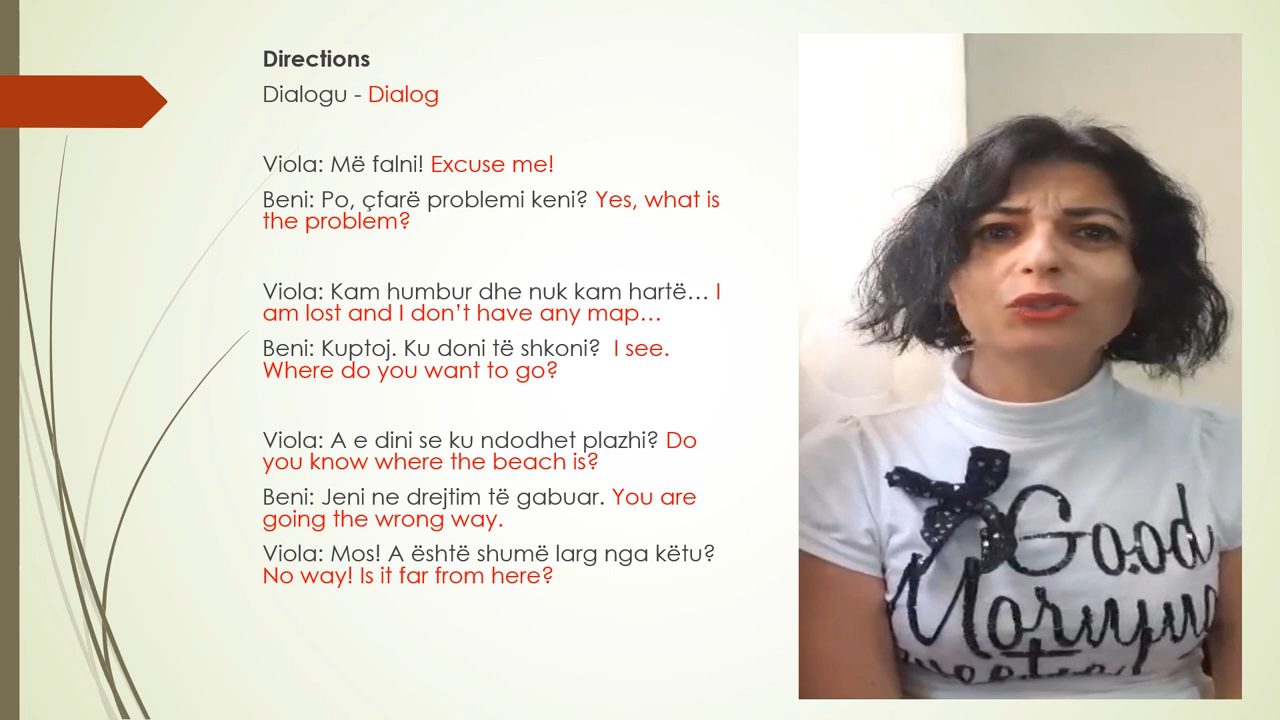 Directions
Dialogu - Dialog
Viola: Më falni! Excuse me!
Beni: Po, çfarë problemi keni? Yes, what is
the problem?
Viola: Kam humbur dhe nuk kam hartë... I
am lost and I don't have any map...
Beni: Kuptoj. Ku doni të shkoni?  I see.
Where do you want to go?
Viola: A e dini se ku ndodhet plazhi? Do
you know where the beach is?
Beni: Jeni ne drejtim të gabuar. You are
going the wrong way.
Viola: Mos! A është shumë larg nga këtu?
No way! Is it far from here?
Good
Morning